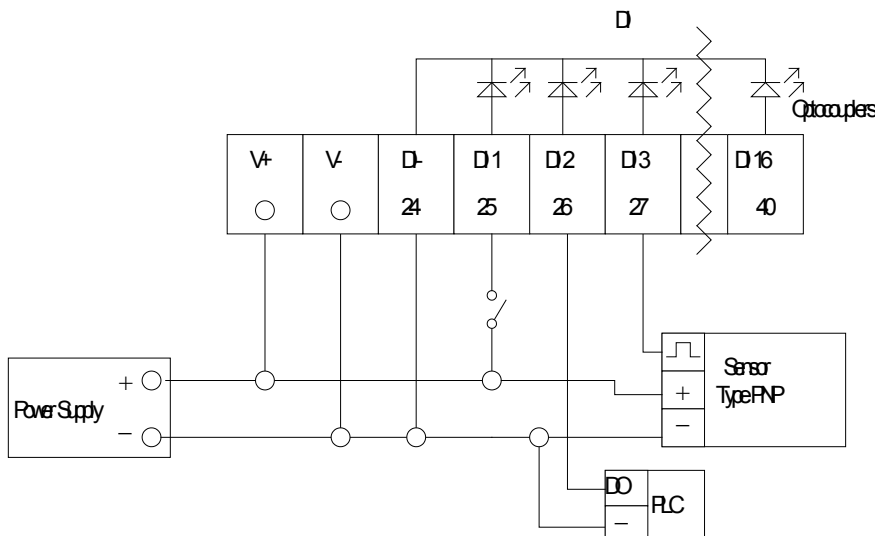 DI
Optocouplers
V+ V- DI- DI1 DI2 DI3 DI16
24 25 26 27 40
Sensor
Type PNP
+
−
Power Supply
+
−
DO
PLC
−